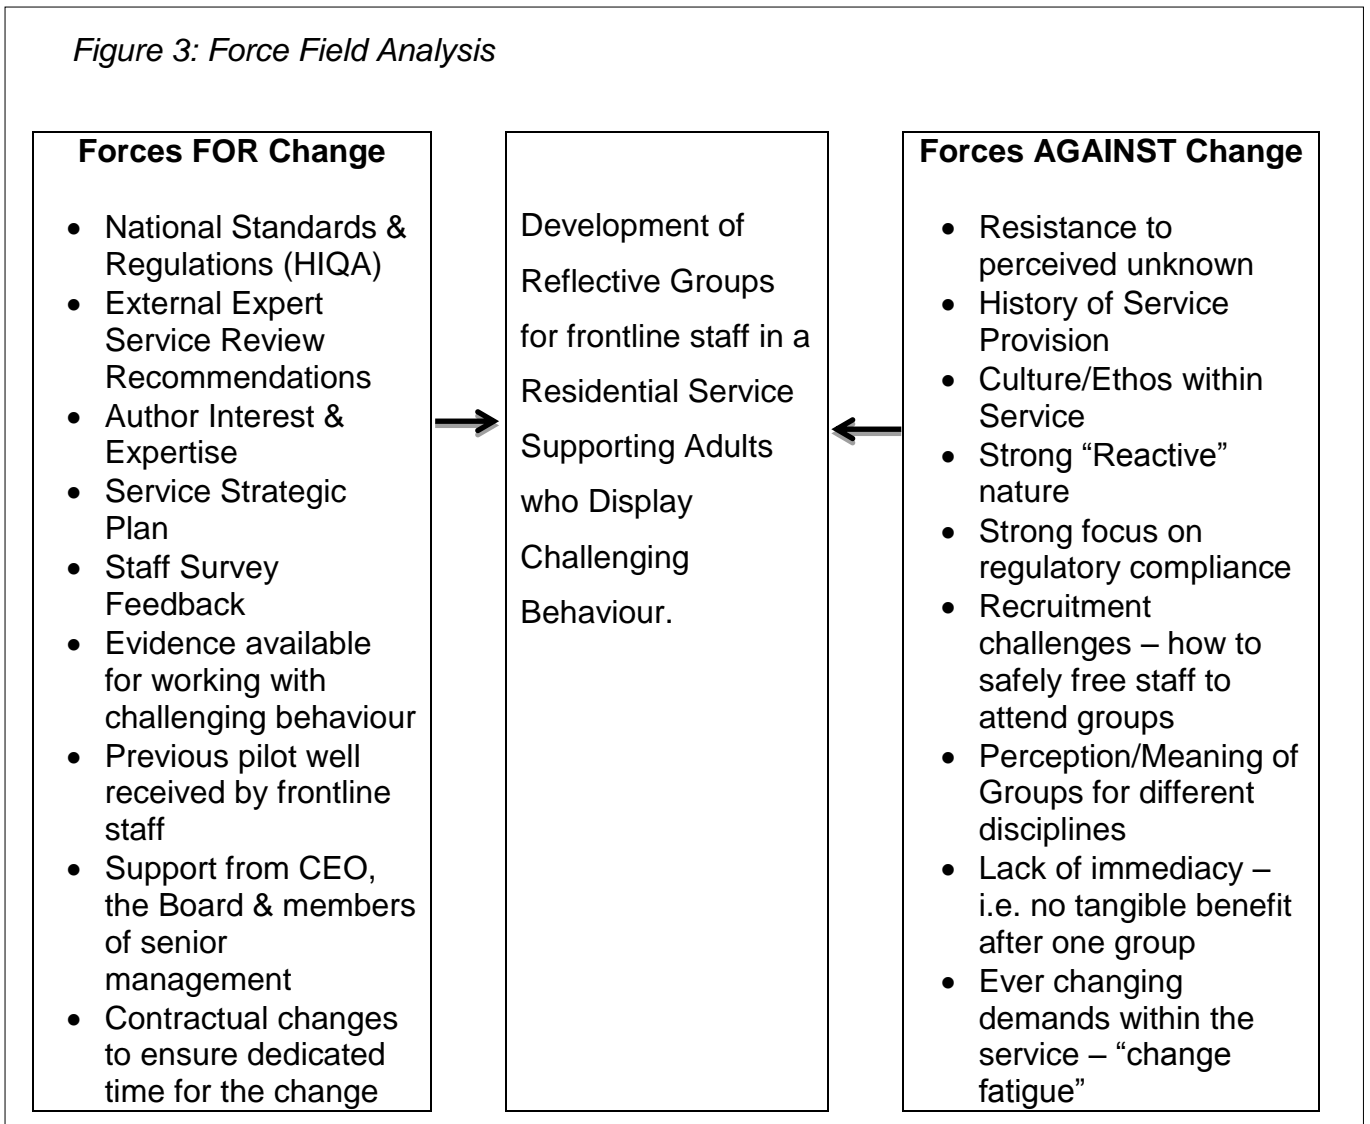 Figure 3: Force Field Analysis
Forces FOR Change
• National Standards &
Regulations (HIQA)
• External Expert
Service Review
Recommendations
• Author Interest &
Expertise
• Service Strategic
Plan
• Staff Survey
Feedback
• Evidence available
for working with
challenging behaviour
• Previous pilot well
received by frontline
staff
• Support from CEO,
the Board & members
of senior
management
• Contractual changes
to ensure dedicated
time for the change
Development of
Reflective Groups
for frontline staff in a
Residential Service
Supporting Adults
who Display
Challenging
Behaviour.
Forces AGAINST Change
• Resistance to
perceived unknown
• History of Service
Provision
• Culture/Ethos within
Service
• Strong “Reactive”
nature
• Strong focus on
regulatory compliance
• Recruitment
challenges – how to
safely free staff to
attend groups
• Perception/Meaning of
Groups for different
disciplines
• Lack of immediacy –
i.e. no tangible benefit
after one group
• Ever changing
demands within the
service – “change
fatigue”